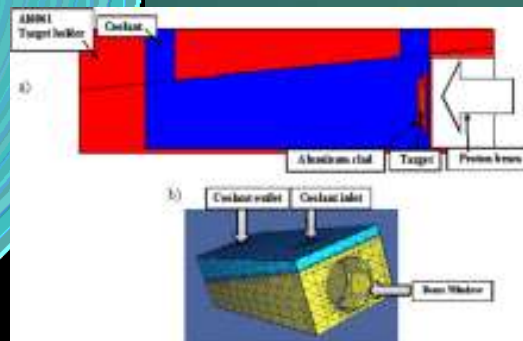 Al6061
Target holder
Coolant
a)
Aluminum clad
Target
Proton beam
b)
Coolant outlet
Coolant inlet
Beam Window